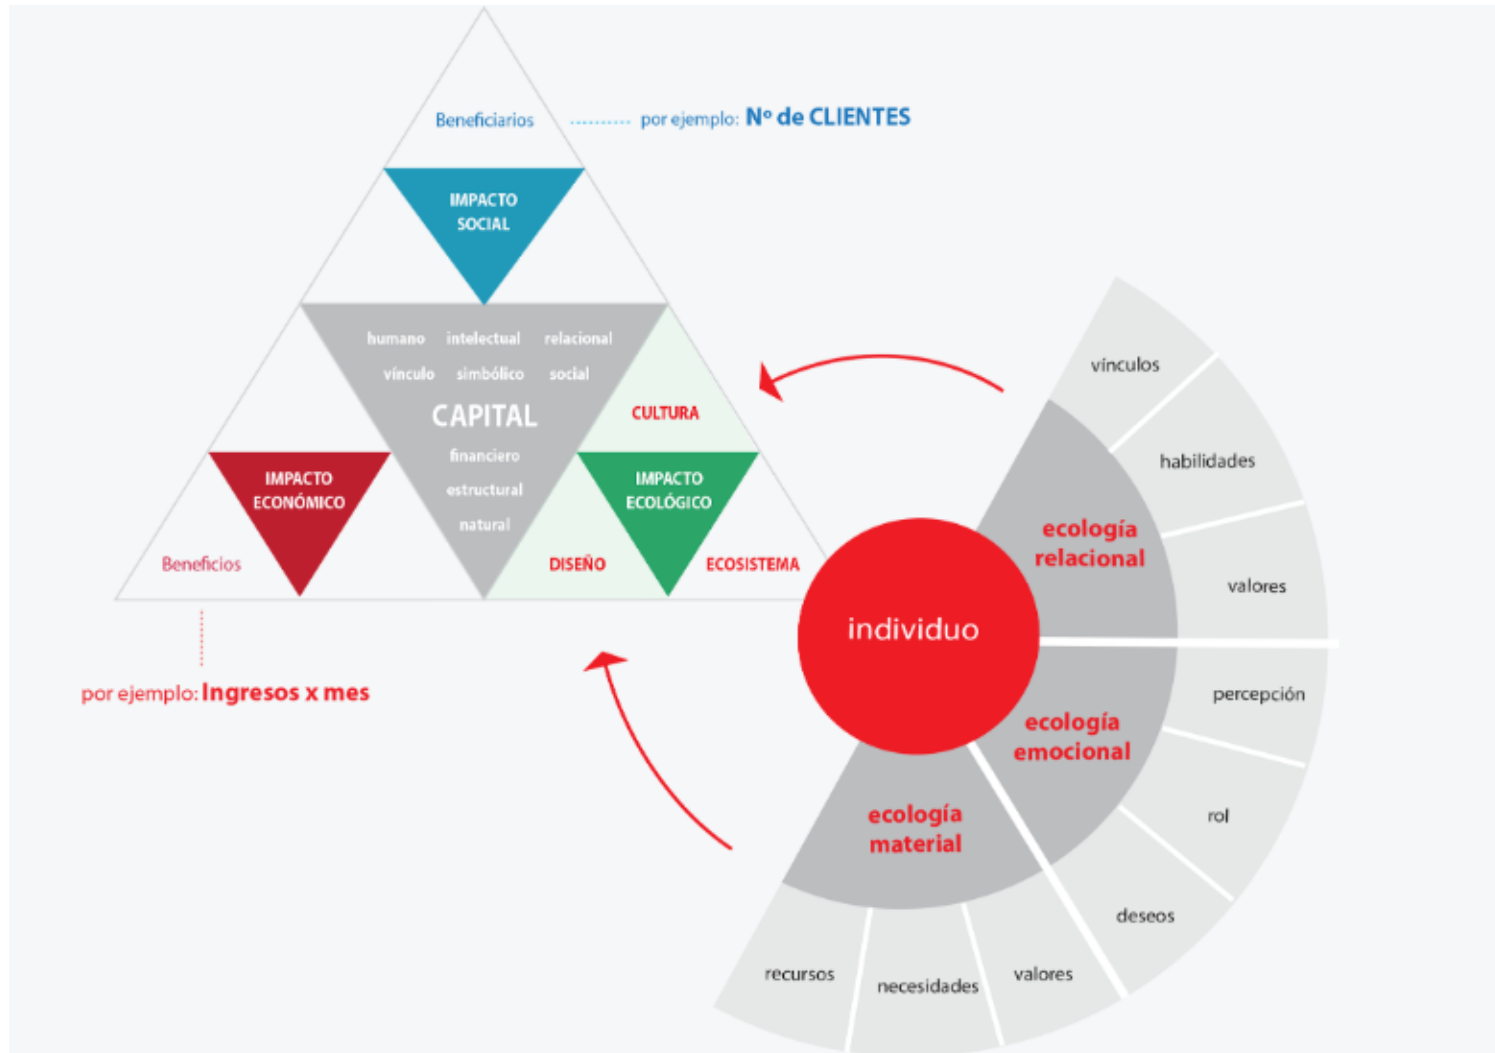 Beneficiarios
por ejemplo: Nº de CLIENTES
IMPACTO
SOCIAL
humano intelectual relacional
vínculo simbólico social
CAPITAL
financiero
estructural
natural
CULTURA
IMPACTO
ECONÓMICO
IMPACTO
ECOLÓGICO
Beneficios
DISEÑO
ECOSISTEMA
por ejemplo: Ingresos x mes
individuo
ecología
relacional
vínculos
habilidades
valores
ecología
emocional
percepción
rol
deseos
ecología
material
recursos
necesidades
valores